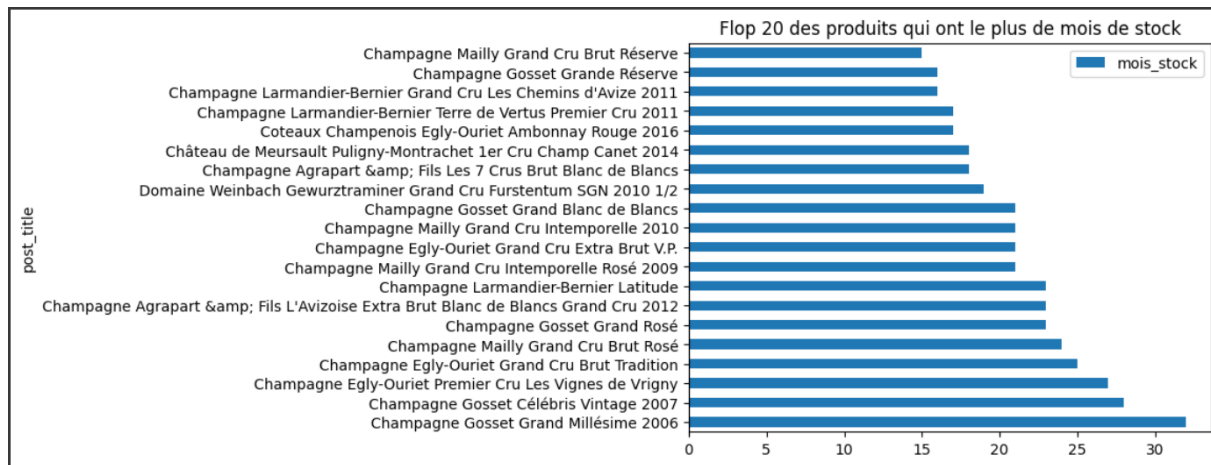 Flop 20 des produits qui ont le plus de mois de stock
mois_stock
post_title
Champagne Mailly Grand Cru Brut Réserve
Champagne Gosset Grande Réserve
Champagne Larmandier-Bernier Grand Cru Les Chemins d'Avize 2011
Champagne Larmandier-Bernier Terre de Vertus Premier Cru 2011
Coteaux Champenois Egly-Ouriet Ambonnay Rouge 2016
Château de Meursault Puligny-Montrachet 1er Cru Champ Canet 2014
Champagne Agrapart &amp; Fils Les 7 Crus Brut Blanc de Blancs
Domaine Weinbach Gewurztraminer Grand Cru Furstentum SGN 2010 1/2
Champagne Gosset Grand Blanc de Blancs
Champagne Mailly Grand Cru Intemporelle 2010
Champagne Egly-Ouriet Grand Cru Extra Brut V.P.
Champagne Mailly Grand Cru Intemporelle Rosé 2009
Champagne Larmandier-Bernier Latitude
Champagne Agrapart &amp; Fils L'Avizoise Extra Brut Blanc de Blancs Grand Cru 2012
Champagne Gosset Grand Rosé
Champagne Mailly Grand Cru Brut Rosé
Champagne Egly-Ouriet Grand Cru Brut Tradition
Champagne Egly-Ouriet Premier Cru Les Vignes de Vrigny
Champagne Gosset Célébris Vintage 2007
Champagne Gosset Grand Millésime 2006
0 5 10 15 20 25 30